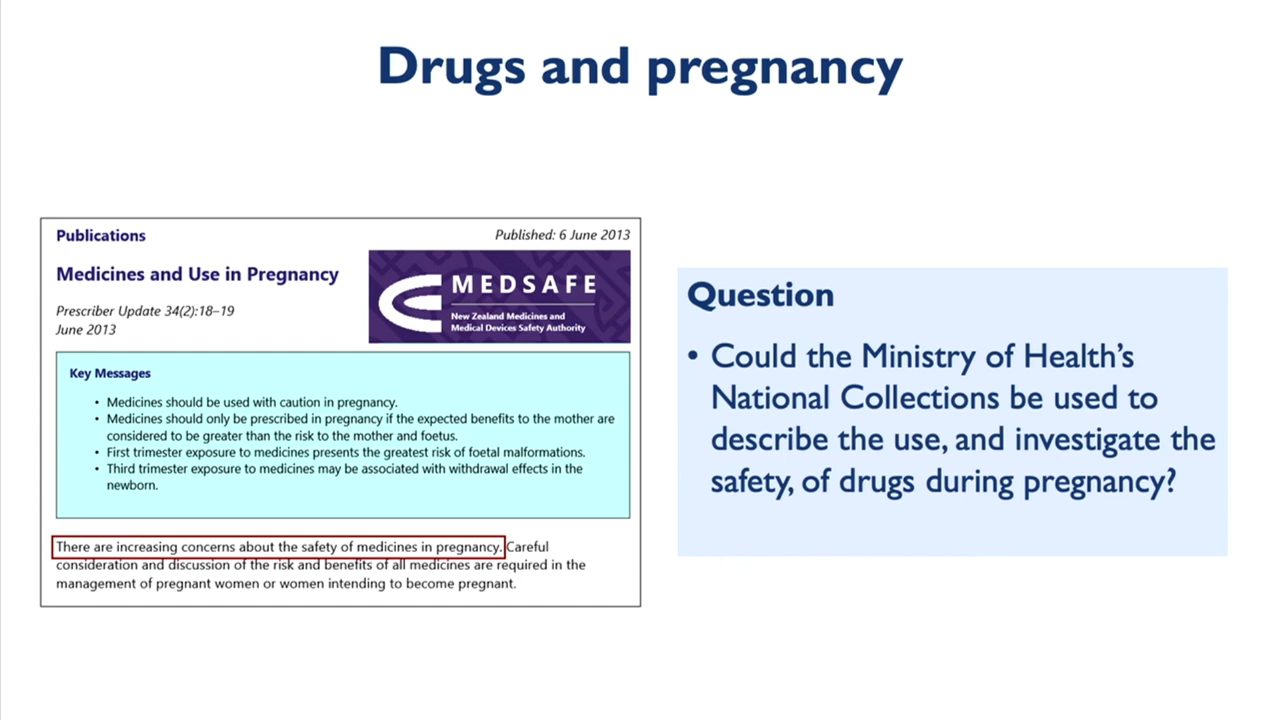 Drugs and pregnancy
Publications
Published: 6 June 2013
Medicines and Use in Pregnancy
MEDSAFE
New Zealand Medicines and
Medical Devices Safety Authority
Prescriber Update 34(2):18–19
June 2013
Key Messages
• Medicines should be used with caution in pregnancy.
• Medicines should only be prescribed in pregnancy if the expected benefits to the mother are
considered to be greater than the risk to the mother and foetus.
• First trimester exposure to medicines presents the greatest risk of foetal malformations.
• Third trimester exposure to medicines may be associated with withdrawal effects in the
newborn.
There are increasing concerns about the safety of medicines in pregnancy. Careful
consideration and discussion of the risk and benefits of all medicines are required in the
management of pregnant women or women intending to become pregnant.
Question
• Could the Ministry of Health’s
National Collections be used to
describe the use, and investigate the
safety, of drugs during pregnancy?